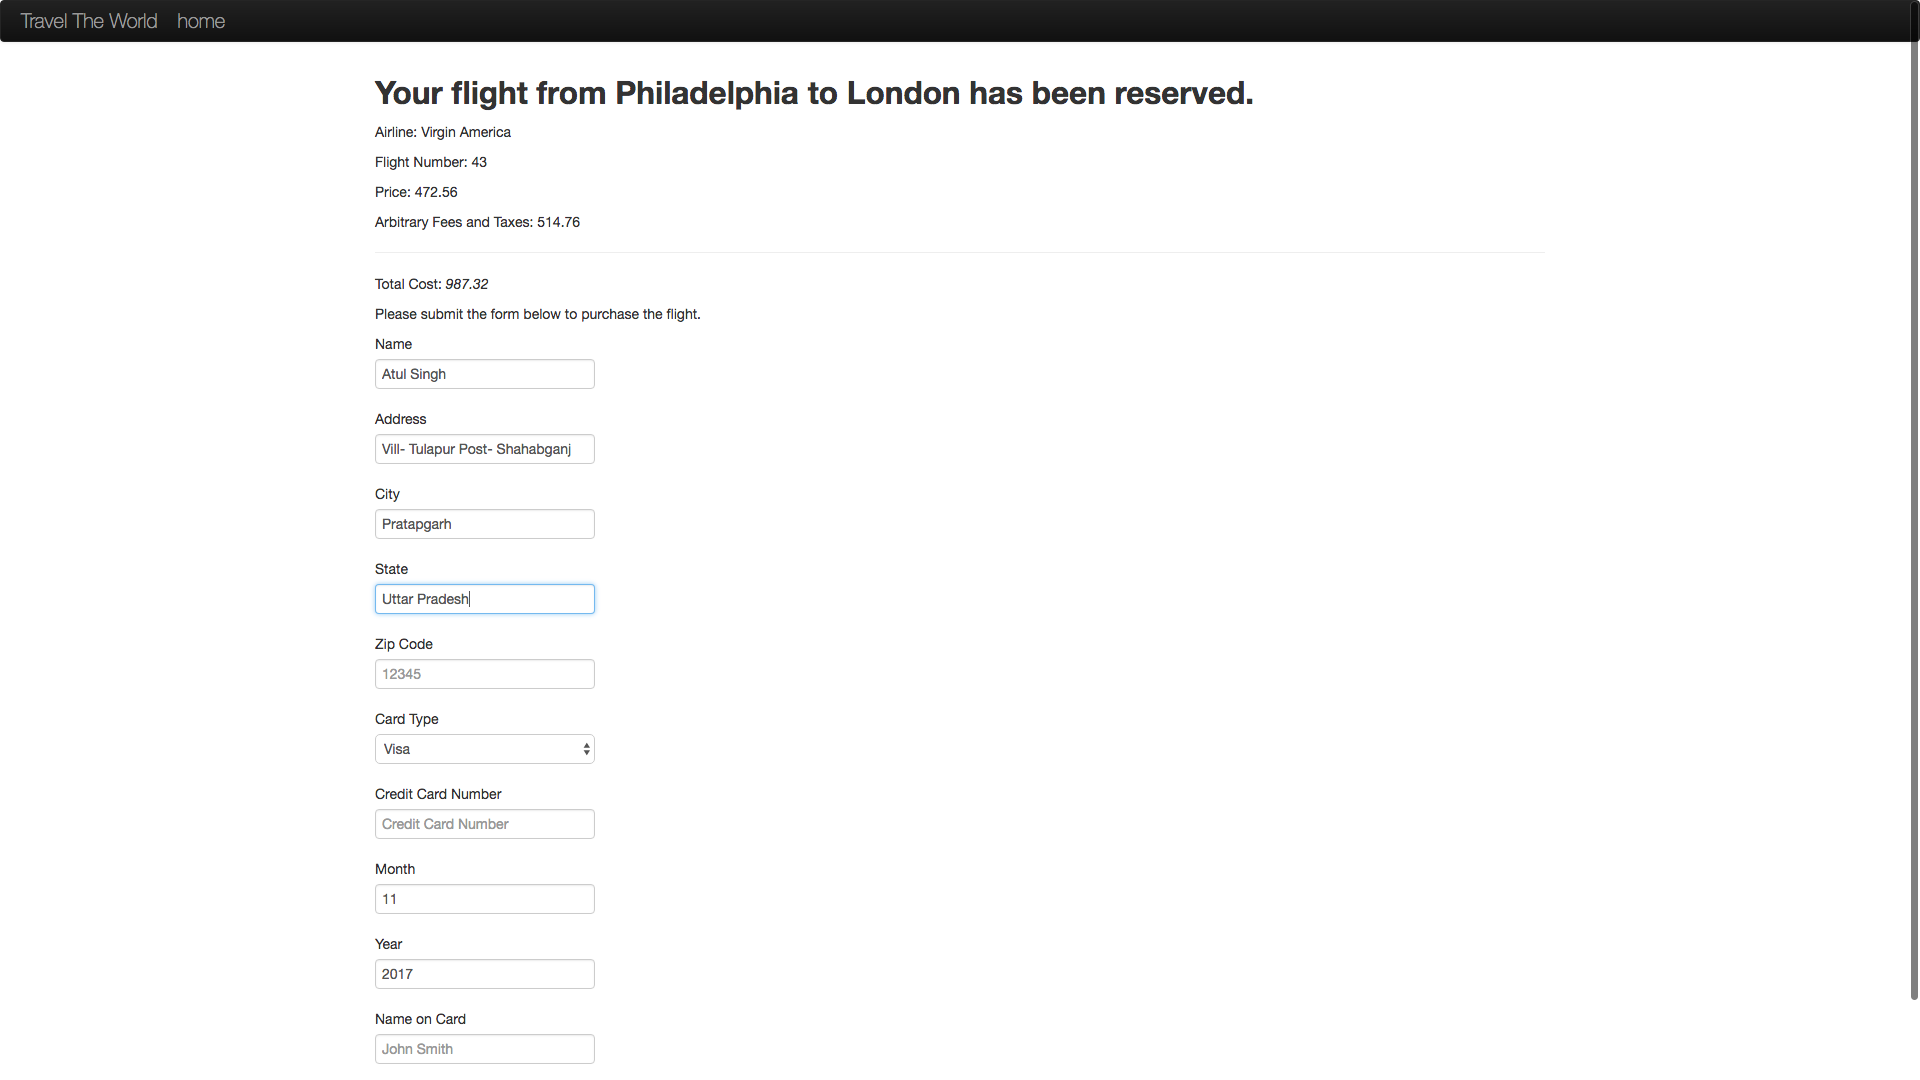 Travel The World home
Your flight from Philadelphia to London has been reserved.
Airline: Virgin America
Flight Number: 43
Price: 472.56
Arbitrary Fees and Taxes: 514.76
Total Cost: 987.32
Please submit the form below to purchase the flight.
Name
Atul Singh
Address
Vill- Tulapur Post- Shahabganj
City
Pratapgarh
State
Uttar Pradesh
Zip Code
12345
Card Type
Visa
Credit Card Number
Credit Card Number
Month
11
Year
2017
Name on Card
John Smith